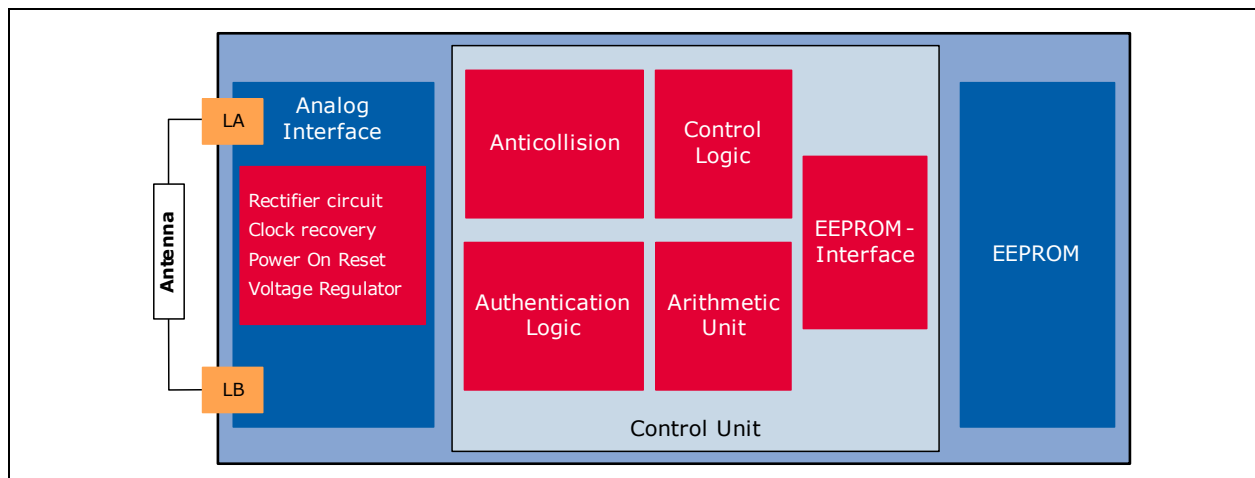 Antenna
LA
LB
Analog
Interface
Rectifier circuit
Clock recovery
Power On Reset
Voltage Regulator
Anticollision
Control
Logic
Authentication
Logic
Arithmetic
Unit
EEPROM-
Interface
Control Unit
EEPROM